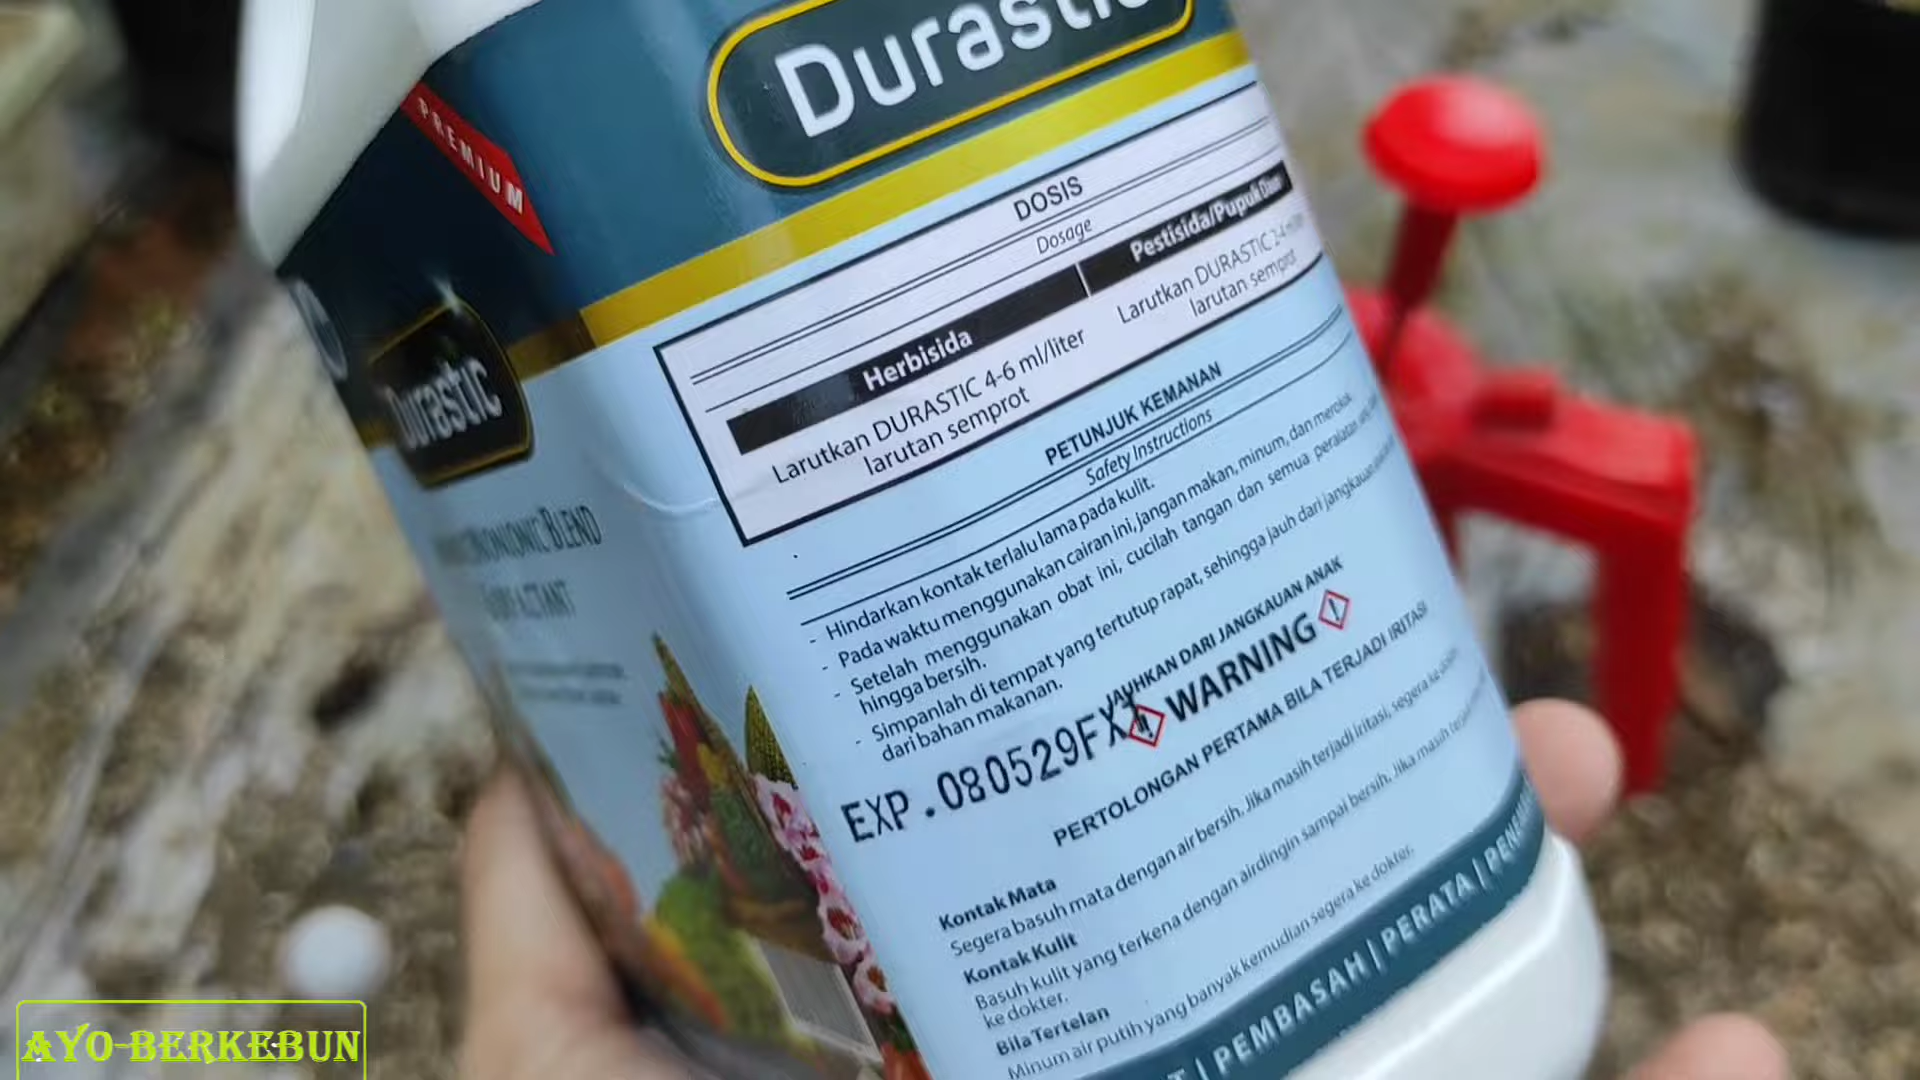 Durastic
PREMIUM
DOSIS
Dosage
Herbisida
Pestisida/Pupuk
Larutkan DURASTIC 4-6 ml/liter
larutan semprot
Larutkan DURASTIC 2-4
larutan semprot
PETUNJUK KEMANAN
Safety Instructions
- Hindarkan kontak terlalu lama pada kulit.
- Pada waktu menggunakan cairan ini, jangan makan, minum, dan merokok
- Setelah menggunakan obat ini, cucilah tangan dan semua peralatan
hingga bersih.
- Simpanlah di tempat yang tertutup rapat, sehingga jauh dari jangkauan
dari bahan makanan.
JAUHKAN DARI JANGKAUAN ANAK
WARNING
EXP.080529FX1
PERTOLONGAN PERTAMA BILA TERJADI IRITASI
Kontak Mata
Segera basuh mata dengan air bersih. Jika masih terjadi iritasi, segera ke
Kontak Kulit
Basuh kulit yang terkena dengan airdingin sampai bersih. Jika masih
ke dokter.
Bila Tertelan
Minum air putih yang banyak kemudian segera ke dokter.
| PEMBASAH | PERATA |
Durastic
BLEND
AYO-BERKEBUN